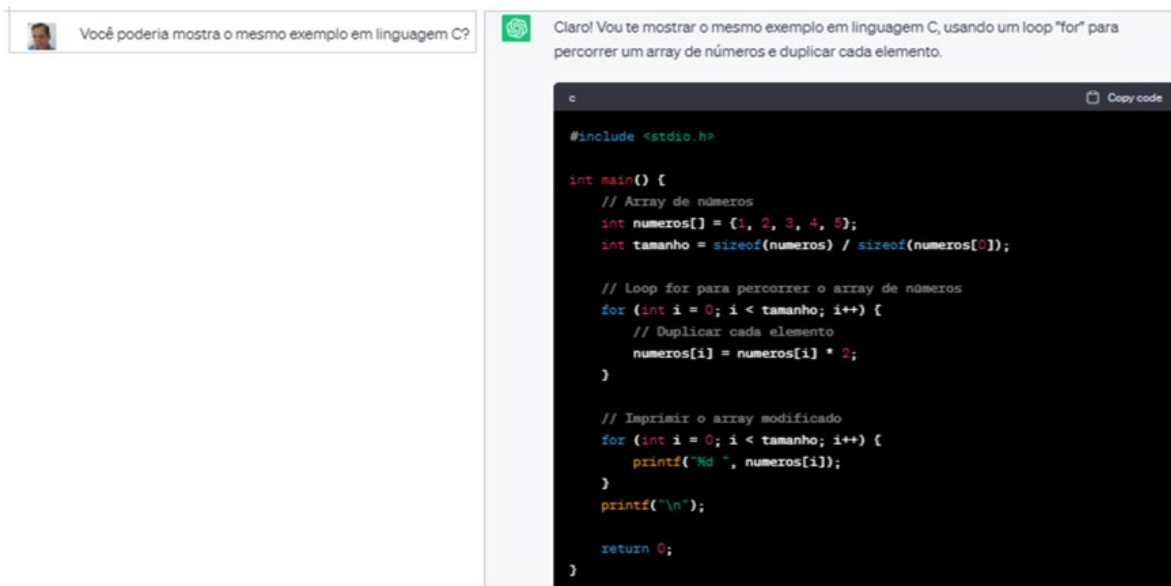 Você poderia mostra o mesmo exemplo em linguagem C?
Claro! Vou te mostrar o mesmo exemplo em linguagem C, usando um loop "for" para
percorrer um array de números e duplicar cada elemento.
c Copy code
#include <stdio.h>
int main() {
// Array de números
int numeros[] = {1, 2, 3, 4, 5};
int tamanho = sizeof(numeros) / sizeof(numeros[0]);
// Loop for para percorrer o array de números
for (int i = 0; i < tamanho; i++) {
// Duplicar cada elemento
numeros[i] = numeros[i] * 2;
}
// Imprimir o array modificado
for (int i = 0; i < tamanho; i++) {
printf("%d ", numeros[i]);
}
printf("\n");
return 0;
}